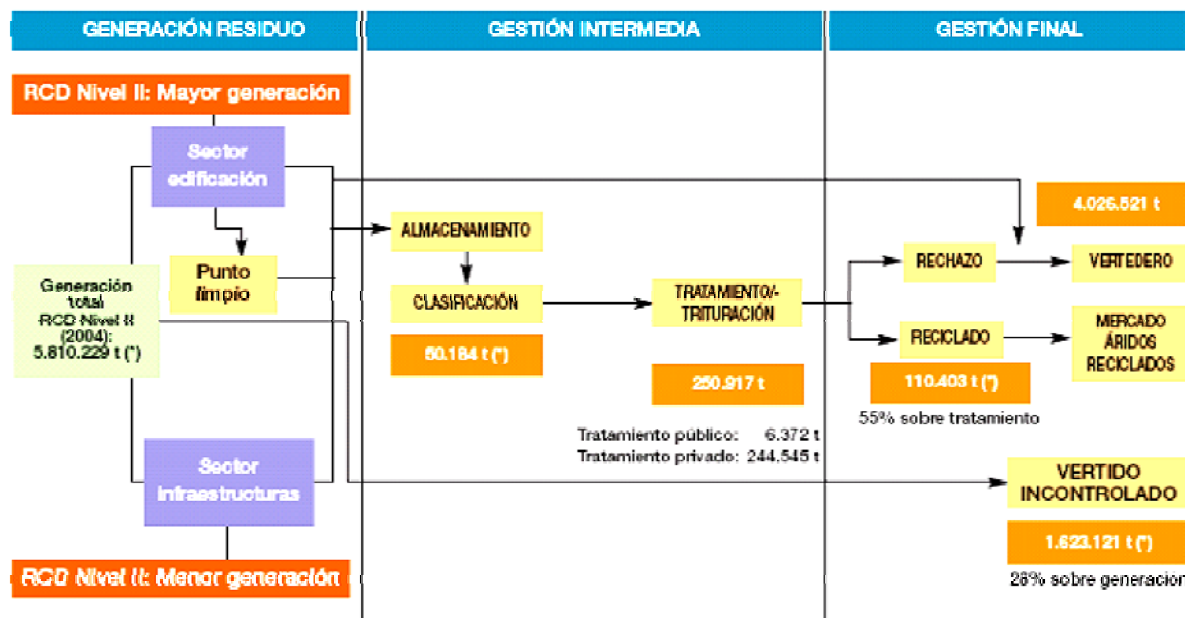 GENERACIÓN RESIDUO
GESTIÓN INTERMEDIA
GESTIÓN FINAL
RCD Nivel II: Mayor generación
Sector
edificación
4.026.521 t
ALMACENAMIENTO
Punto
limpio
RECHAZO
VERTEDERO
Generación
total
RCD Nivel II
(2004):
5.810.229 t (*)
CLASIFICACIÓN
TRATAMIENTO/-
TRITURACIÓN
RECICLADO
MERCADO
ÁRIDOS
RECICLADOS
50.184 t (*)
250.917 t
110.403 t (*)
55% sobre tratamiento
Tratamiento público: 6.372 t
Tratamiento privado: 244.545 t
Sector
infraestructuras
VERTIDO
INCONTROLADO
1.623.121 t (*)
28% sobre generación
RCD Nivel II: Menor generación